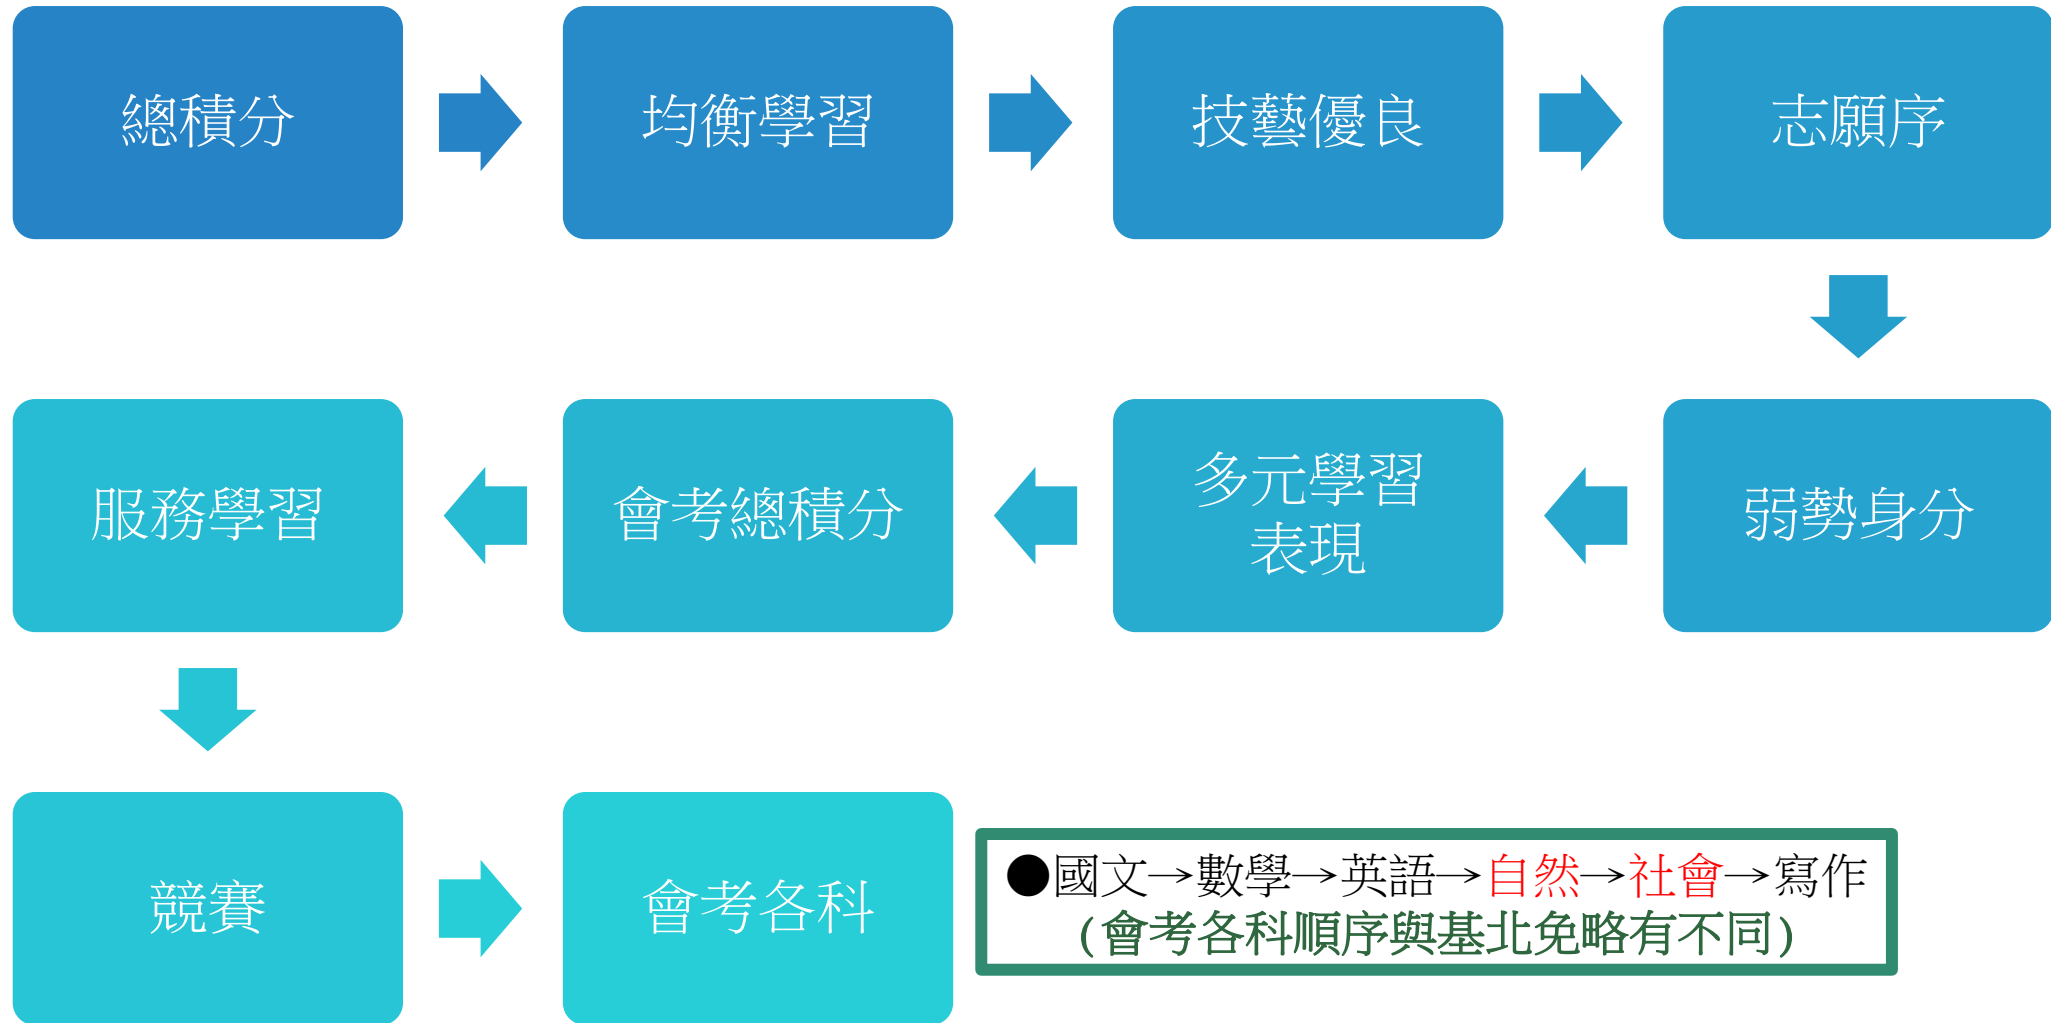 總積分
均衡學習
技藝優良
志願序
弱勢身分
多元學習
表現
會考總積分
服務學習
競賽
會考各科
●國文→數學→英語→自然→社會→寫作
(會考各科順序與基北免略有不同)